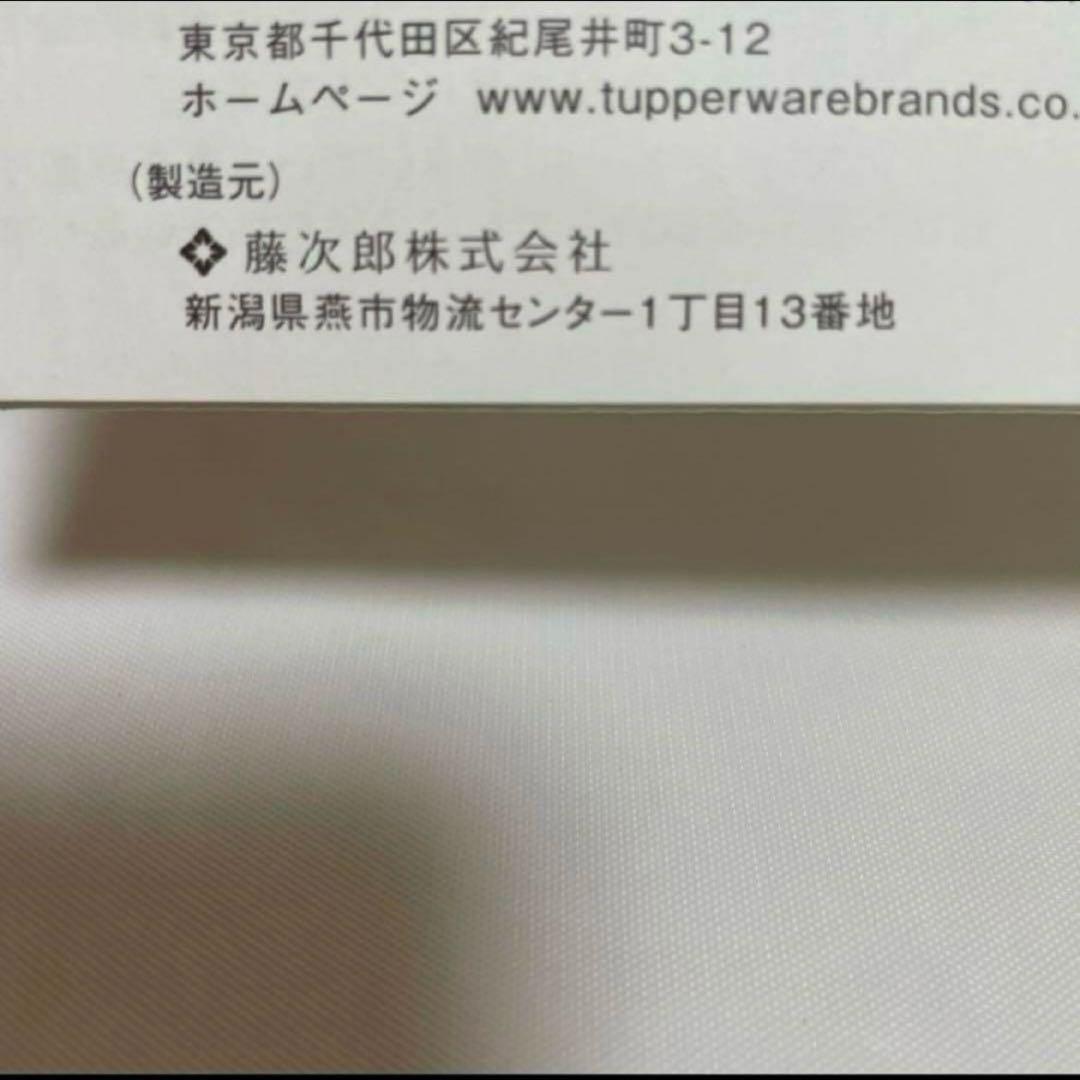 東京都千代田区紀尾井町3-12
ホームページ www.tupperwarebrands.co.
(製造元)
藤次郎株式会社
新潟県燕市物流センター1丁目13番地